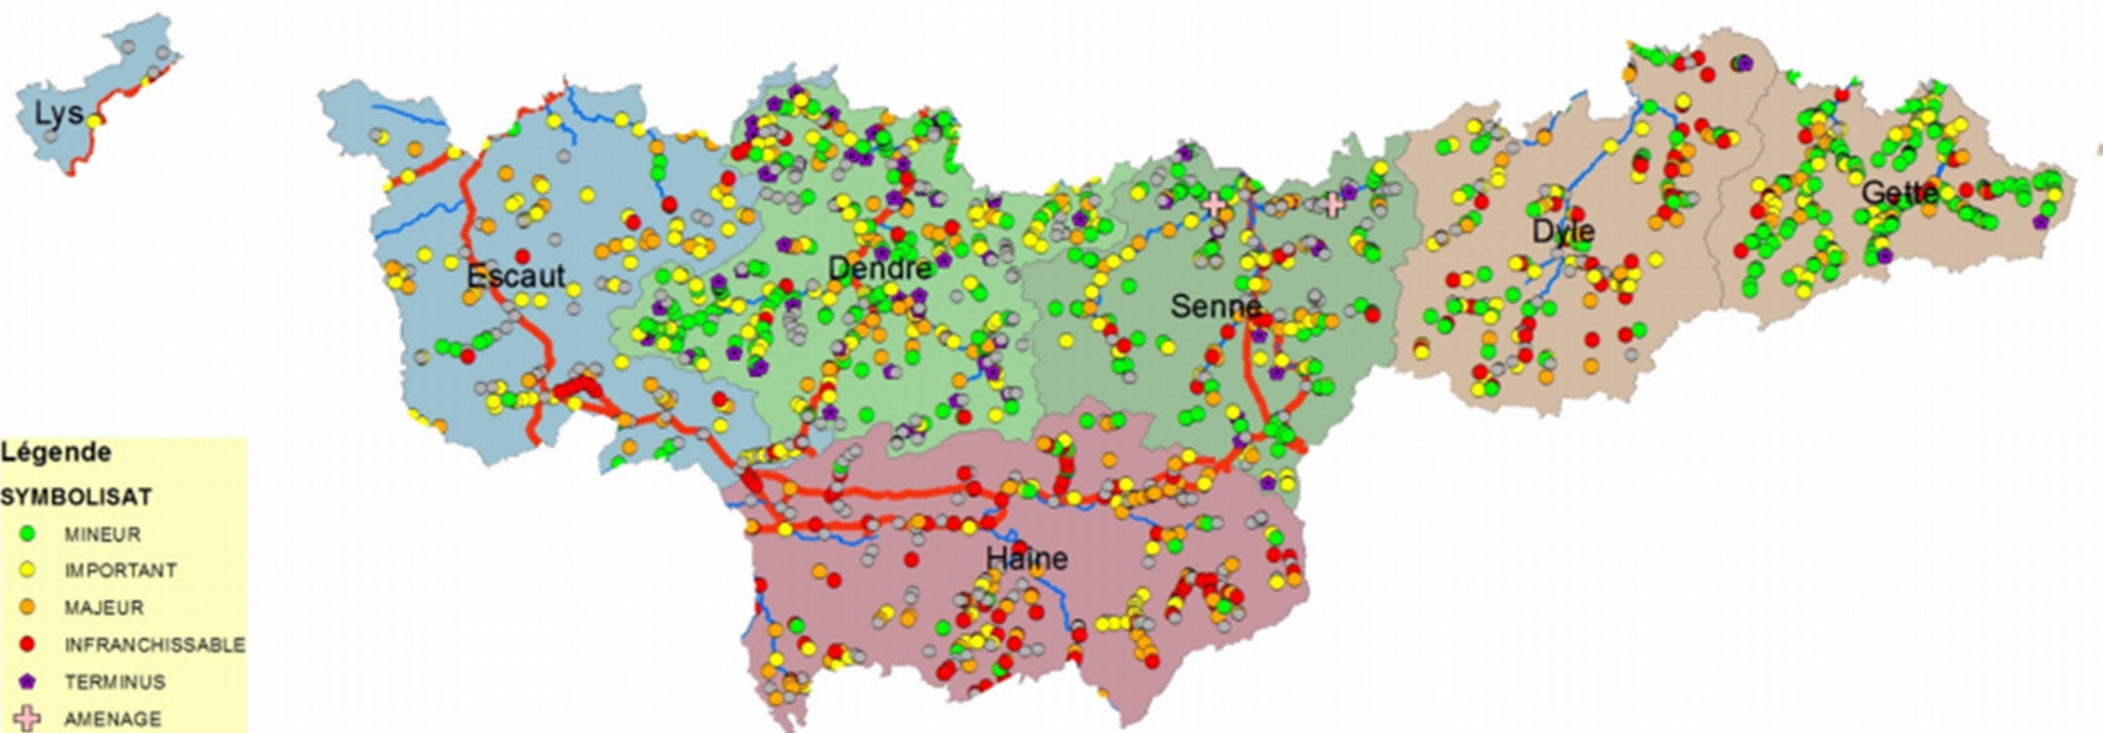 Lys
Escaut
Dendre
Senne
Dyle
Gette
Haine
Légende
SYMBOLISAT
MINEUR
IMPORTANT
MAJEUR
INFRANCHISSABLE
TERMINUS
AMENAGE